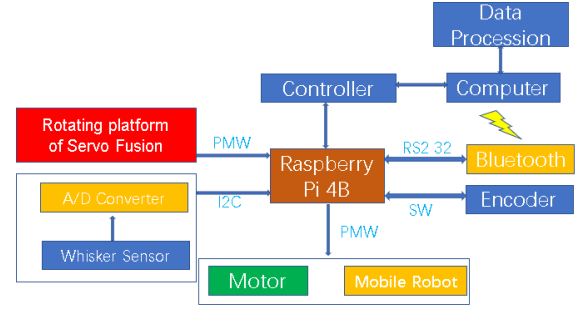 Data
Procession
Controller
Computer
Rotating platform
of Servo Fusion
PMW
RS2 32
Raspberry
Pi 4B
Bluetooth
A/D Converter
I2C
SW
Encoder
Whisker Sensor
PMW
Motor
Mobile Robot